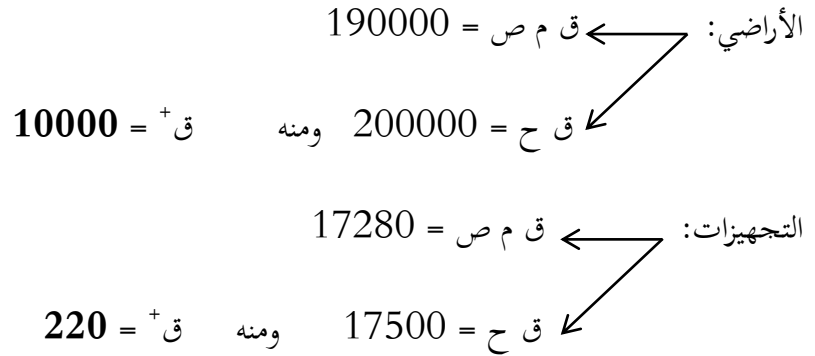 الأراضي: ق م ص = 190000
ق ح = 200000 ومنه ق⁺ = 10000
التجهيزات: ق م ص = 17280
ق ح = 17500 ومنه ق⁺ = 220